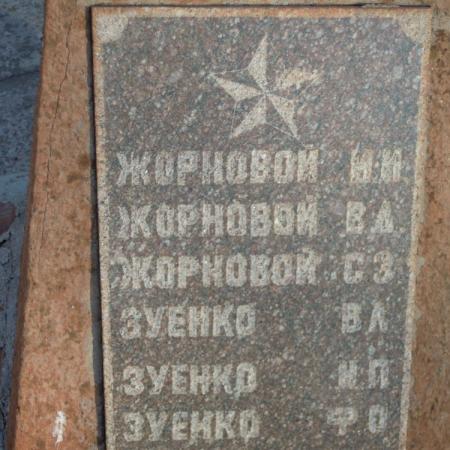 ЖОРНОВОЙ И.И
ЖОРНОВОЙ В.Д.
ЖОРНОВОЙ С.З
ЗУЕНКО В.Л
ЗУЕНКО И.П
ЗУЕНКО Ф.О